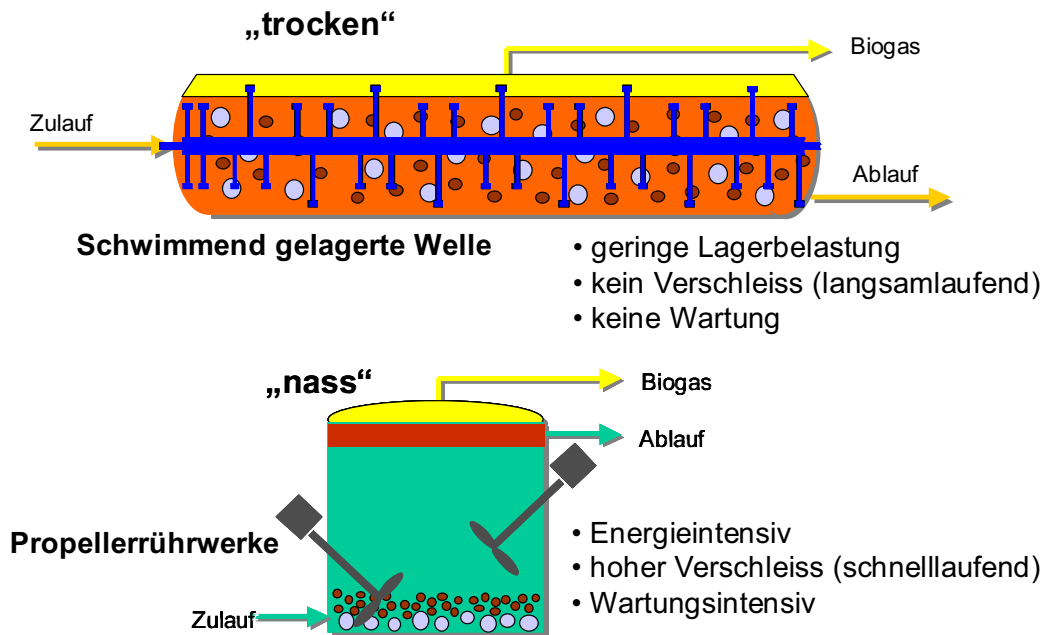 „trocken“
Biogas
Zulauf
Ablauf
Schwimmend gelagerte Welle
• geringe Lagerbelastung
• kein Verschleiss (langsamlaufend)
• keine Wartung
„nass“
Biogas
Ablauf
Propellerrührwerke
• Energieintensiv
• hoher Verschleiss (schnelllaufend)
• Wartungsintensiv
Zulauf